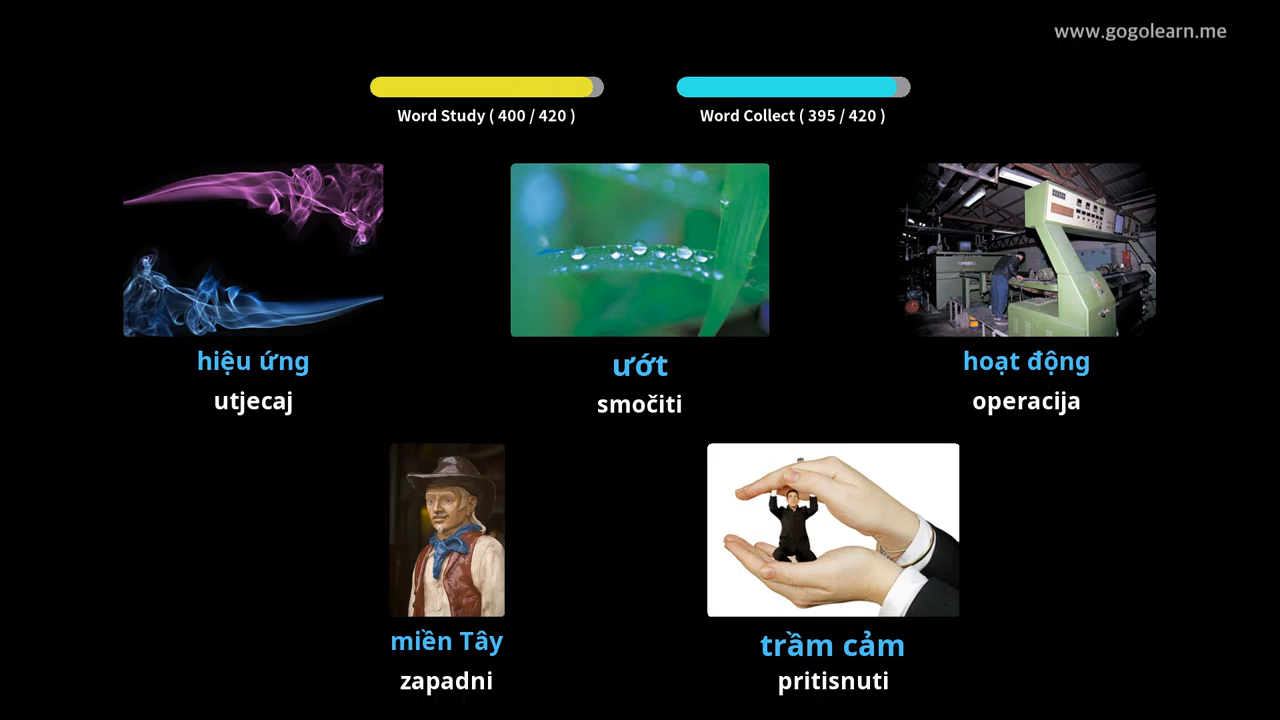 www.gogolearn.me
Word Study ( 400 / 420 )
Word Collect ( 395 / 420 )
hiệu ứng
utjecaj
ướt
smočiti
hoạt động
operacija
miền Tây
zapadni
trầm cảm
pritisnuti